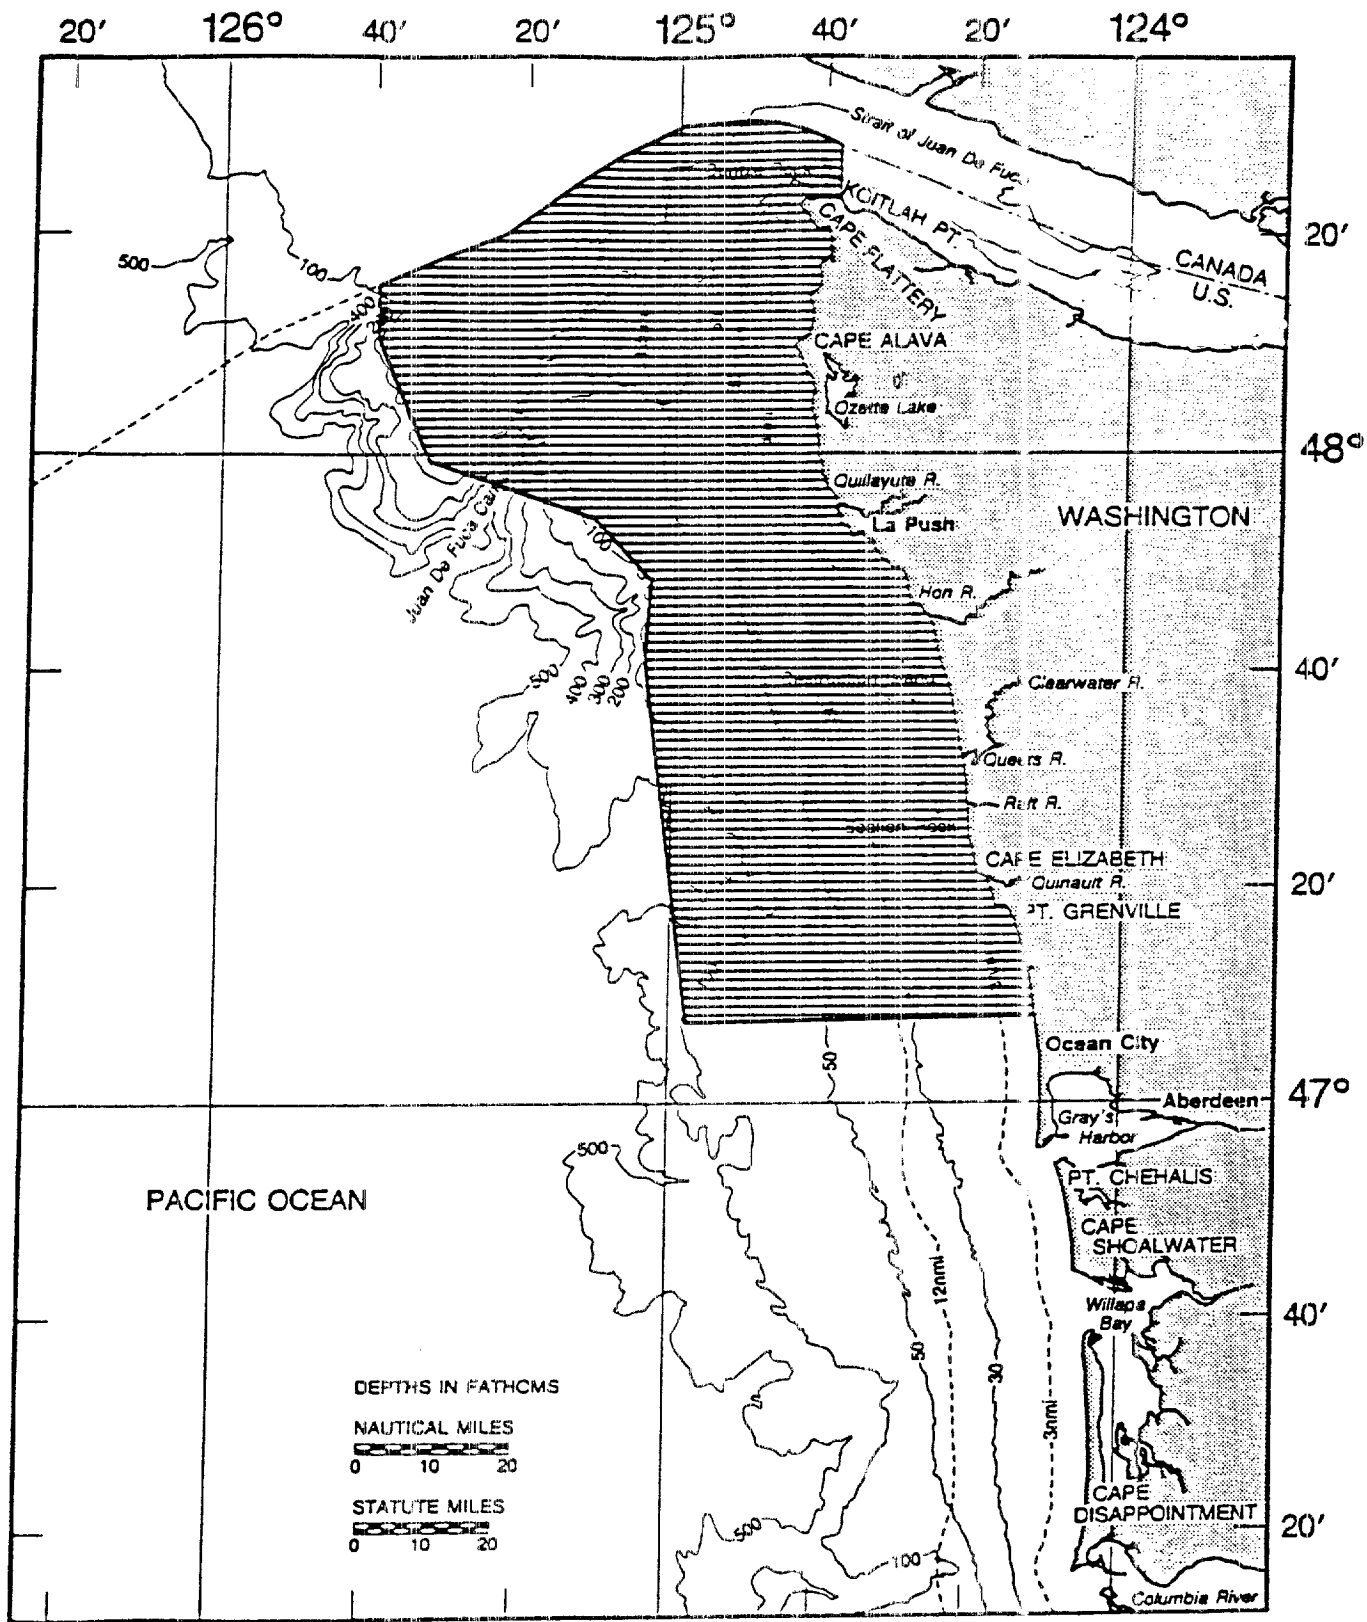 20′ 126° 40′ 20′ 125° 40′ 20′ 124°
Strait of Juan De Fuca
KOITLAH PT.
20′
CAPE FLATTERY
CANADA
U.S.
500
100
400
CAPE ALAVA
Ozette Lake
48°
Quillayute R.
La Push
WASHINGTON
Juan De Fuca Can
100
Hoh R.
500
400
300
200
40′
Clearwater R.
Queets R.
Raft R.
CAPE ELIZABETH
Quinault R.
20′
PT. GRENVILLE
Ocean City
50
47°
Aberdeen
Gray's
Harbor
500
PT. CHEHALIS
PACIFIC OCEAN
CAPE
SHOALWATER
12nmi
Willapa
Bay
40′
50
30
3nmi
DEPTHS IN FATHOMS
NAUTICAL MILES
0 10 20
STATUTE MILES
0 10 20
CAPE
DISAPPOINTMENT
500
20′
100
Columbia River